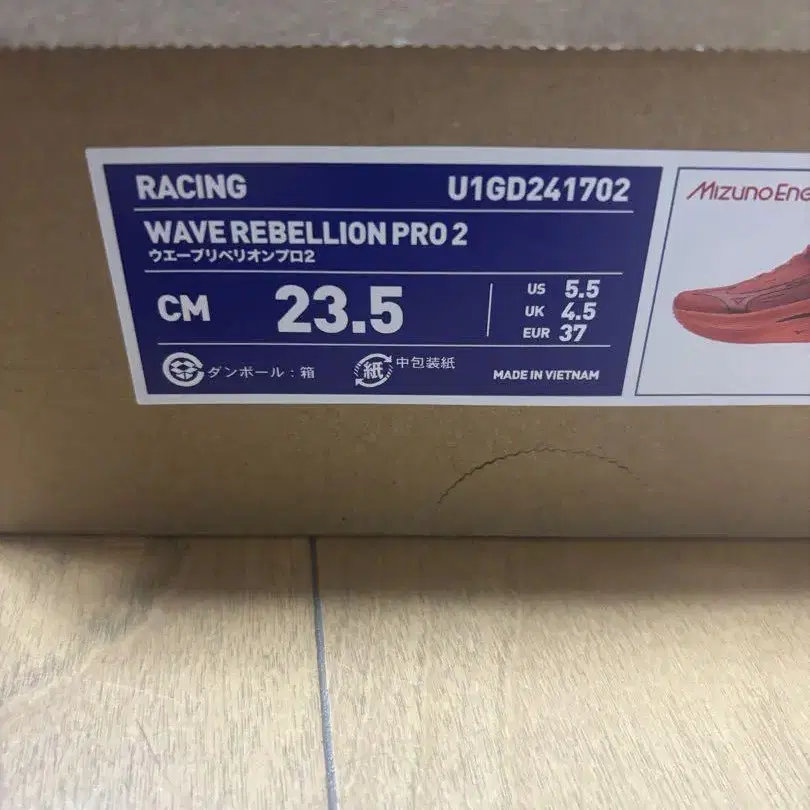 RACING U1GD241702
WAVE REBELLION PRO 2
ウエーブリベリオンプロ2
CM 23.5
US 5.5
UK 4.5
EUR 37
ダンボール：箱
紙 中包装紙
MADE IN VIETNAM
MIZUNO